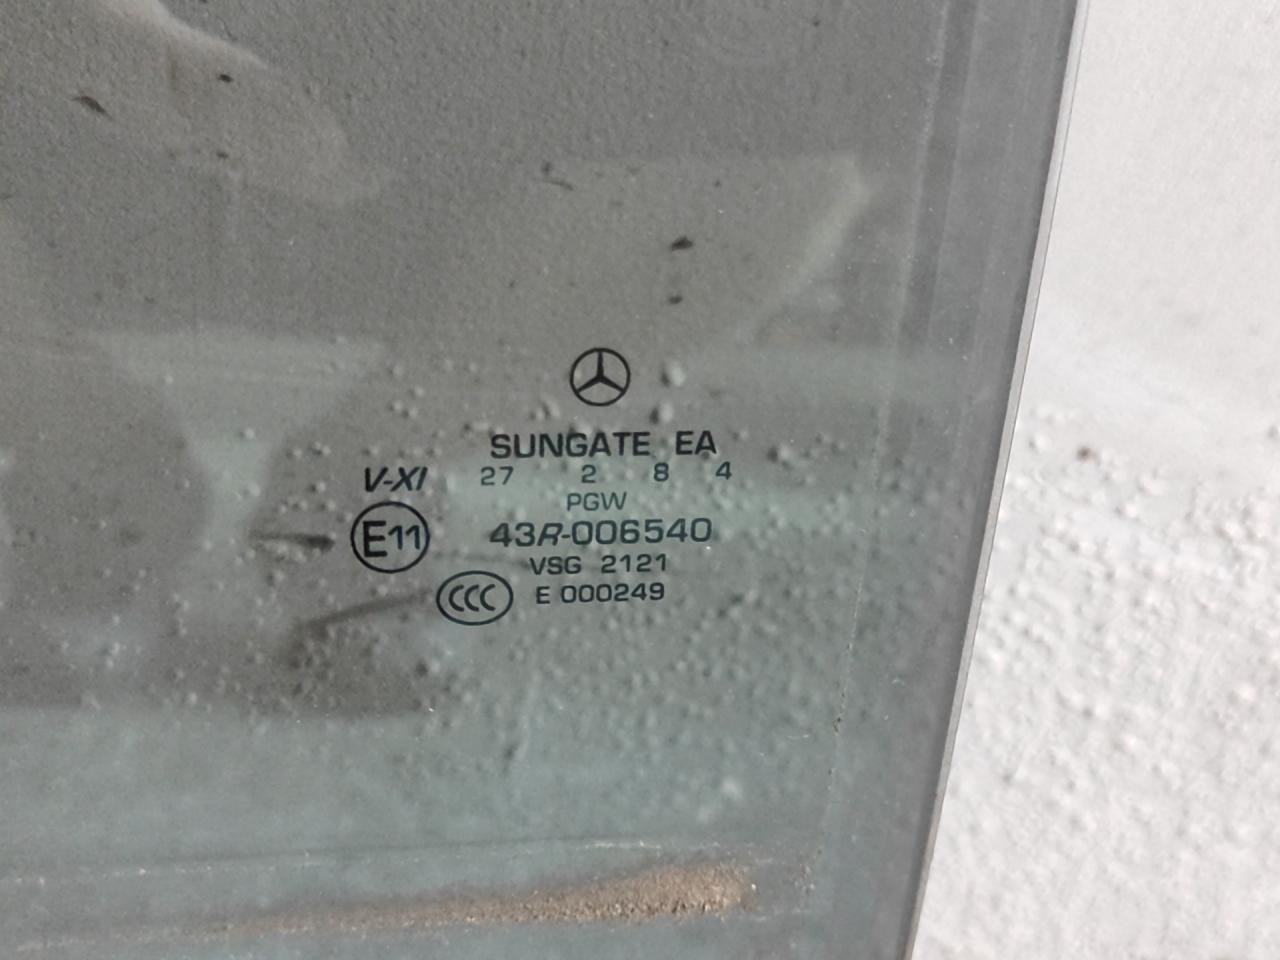 SUNGATE EA
V-XI 27 2 8 4
PGW
E11 43R-006540
VSG 2121
CCC E 000249